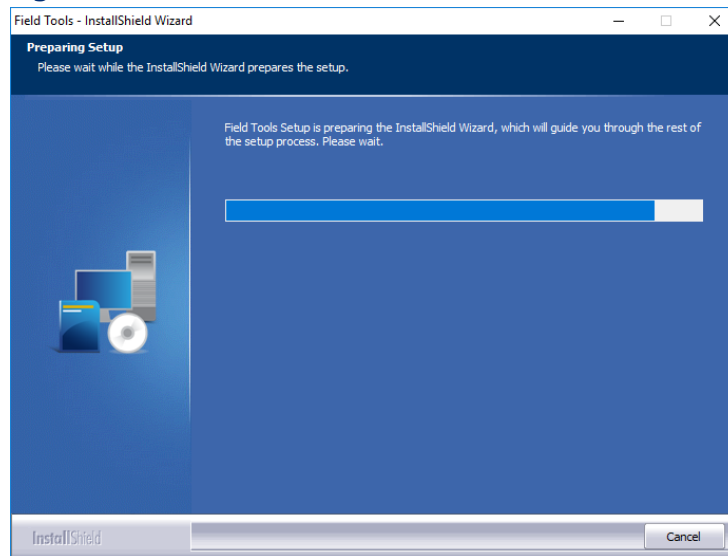 Field Tools - InstallShield Wizard
Preparing Setup
Please wait while the InstallShield Wizard prepares the setup.
Field Tools Setup is preparing the InstallShield Wizard, which will guide you through the rest of
the setup process. Please wait.
InstallShield
Cancel